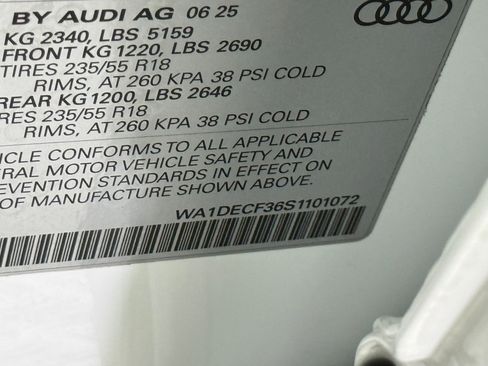 BY AUDI AG 06 25
KG 2340, LBS 5159
FRONT KG 1220, LBS 2690
TIRES 235/55 R18
RIMS, AT 260 KPA 38 PSI COLD
REAR KG 1200, LBS 2646
RES 235/55 R18
RIMS, AT 260 KPA 38 PSI COLD
ICLE CONFORMS TO ALL APPLICABLE
ERAL MOTOR VEHICLE SAFETY AND
REVENTION STANDARDS IN EFFECT
OF MANUFACTURE SHOWN ABOVE.
WA1DECF36S1101072